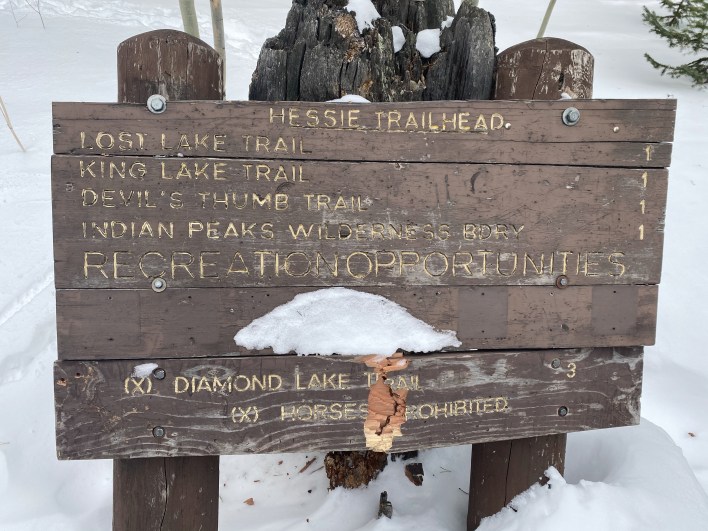 HESSIE TRAILHEAD
LOST LAKE TRAIL 1
KING LAKE TRAIL 1
DEVIL'S THUMB TRAIL 1
INDIAN PEAKS WILDERNESS BDRY 1
RECREATION OPPORTUNITIES
(X) DIAMOND LAKE TRAIL 3
(X) HORSES OHIBITED